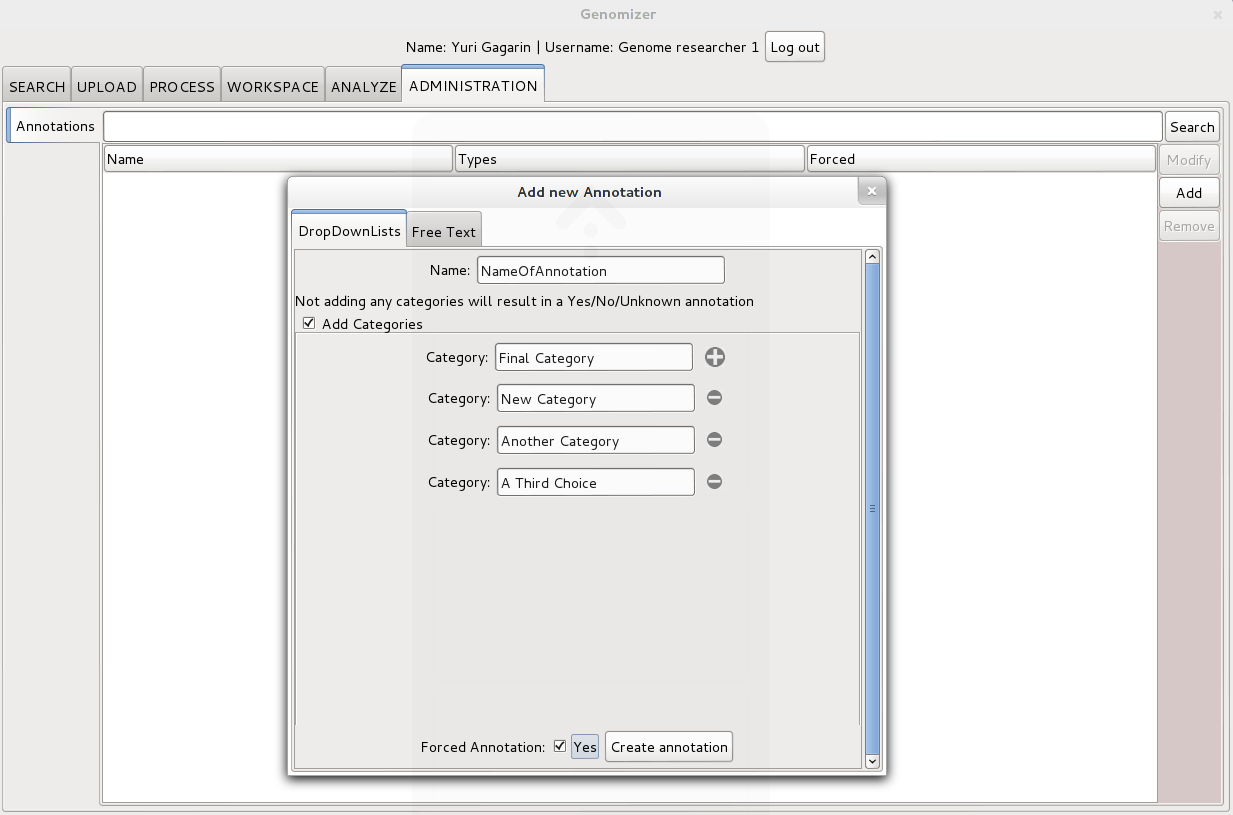 Genomizer
Name: Yuri Gagarin | Username: Genome researcher 1 Log out
SEARCH UPLOAD PROCESS WORKSPACE ANALYZE ADMINISTRATION
Annotations Search
Name Types Forced Modify
Add
Remove
Add new Annotation
DropDownLists Free Text
Name: NameOfAnnotation
Not adding any categories will result in a Yes/No/Unknown annotation
Add Categories
Category: Final Category
Category: New Category
Category: Another Category
Category: A Third Choice
Forced Annotation: Yes Create annotation